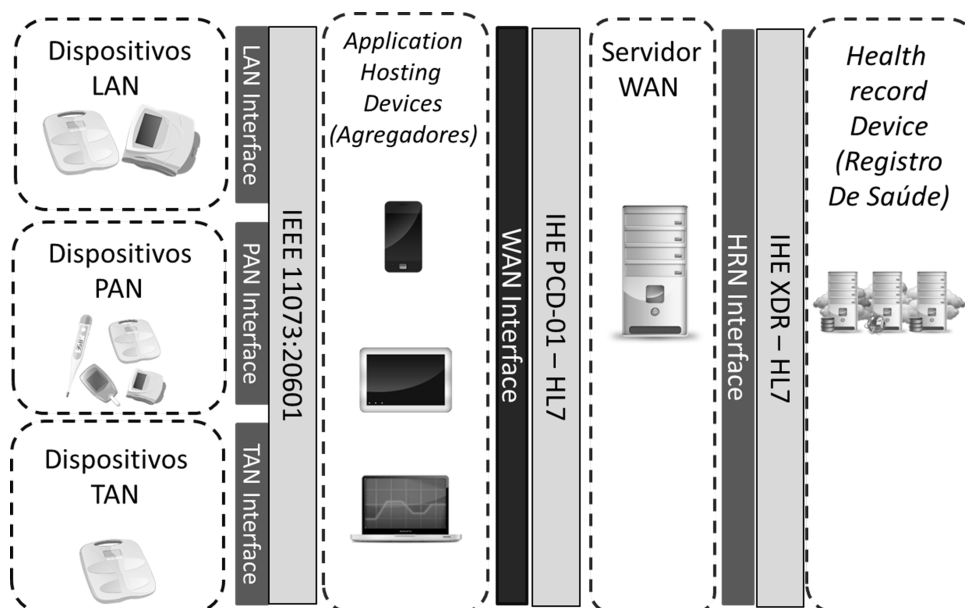 Dispositivos
LAN
Dispositivos
PAN
Dispositivos
TAN
LAN Interface
PAN Interface
TAN Interface
IEEE 11073:20601
Application
Hosting
Devices
(Agregadores)
WAN Interface
IHE PCD-01 – HL7
Servidor
WAN
HRN Interface
IHE XDR – HL7
Health
record
Device
(Registro
De Saúde)